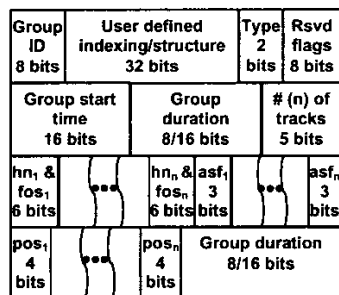 Group ID 8 bits
User defined indexing/structure 32 bits
Type 2 bits
Rsvd flags 8 bits
Group start time 16 bits
Group duration 8/16 bits
# (n) of tracks 5 bits
hn₁ & fos₁ 6 bits
•••
hnₙ & fosₙ 6 bits
asf₁ 3 bits
•••
asfₙ 3 bits
pos₁ 4 bits
•••
posₙ 4 bits
Group duration 8/16 bits